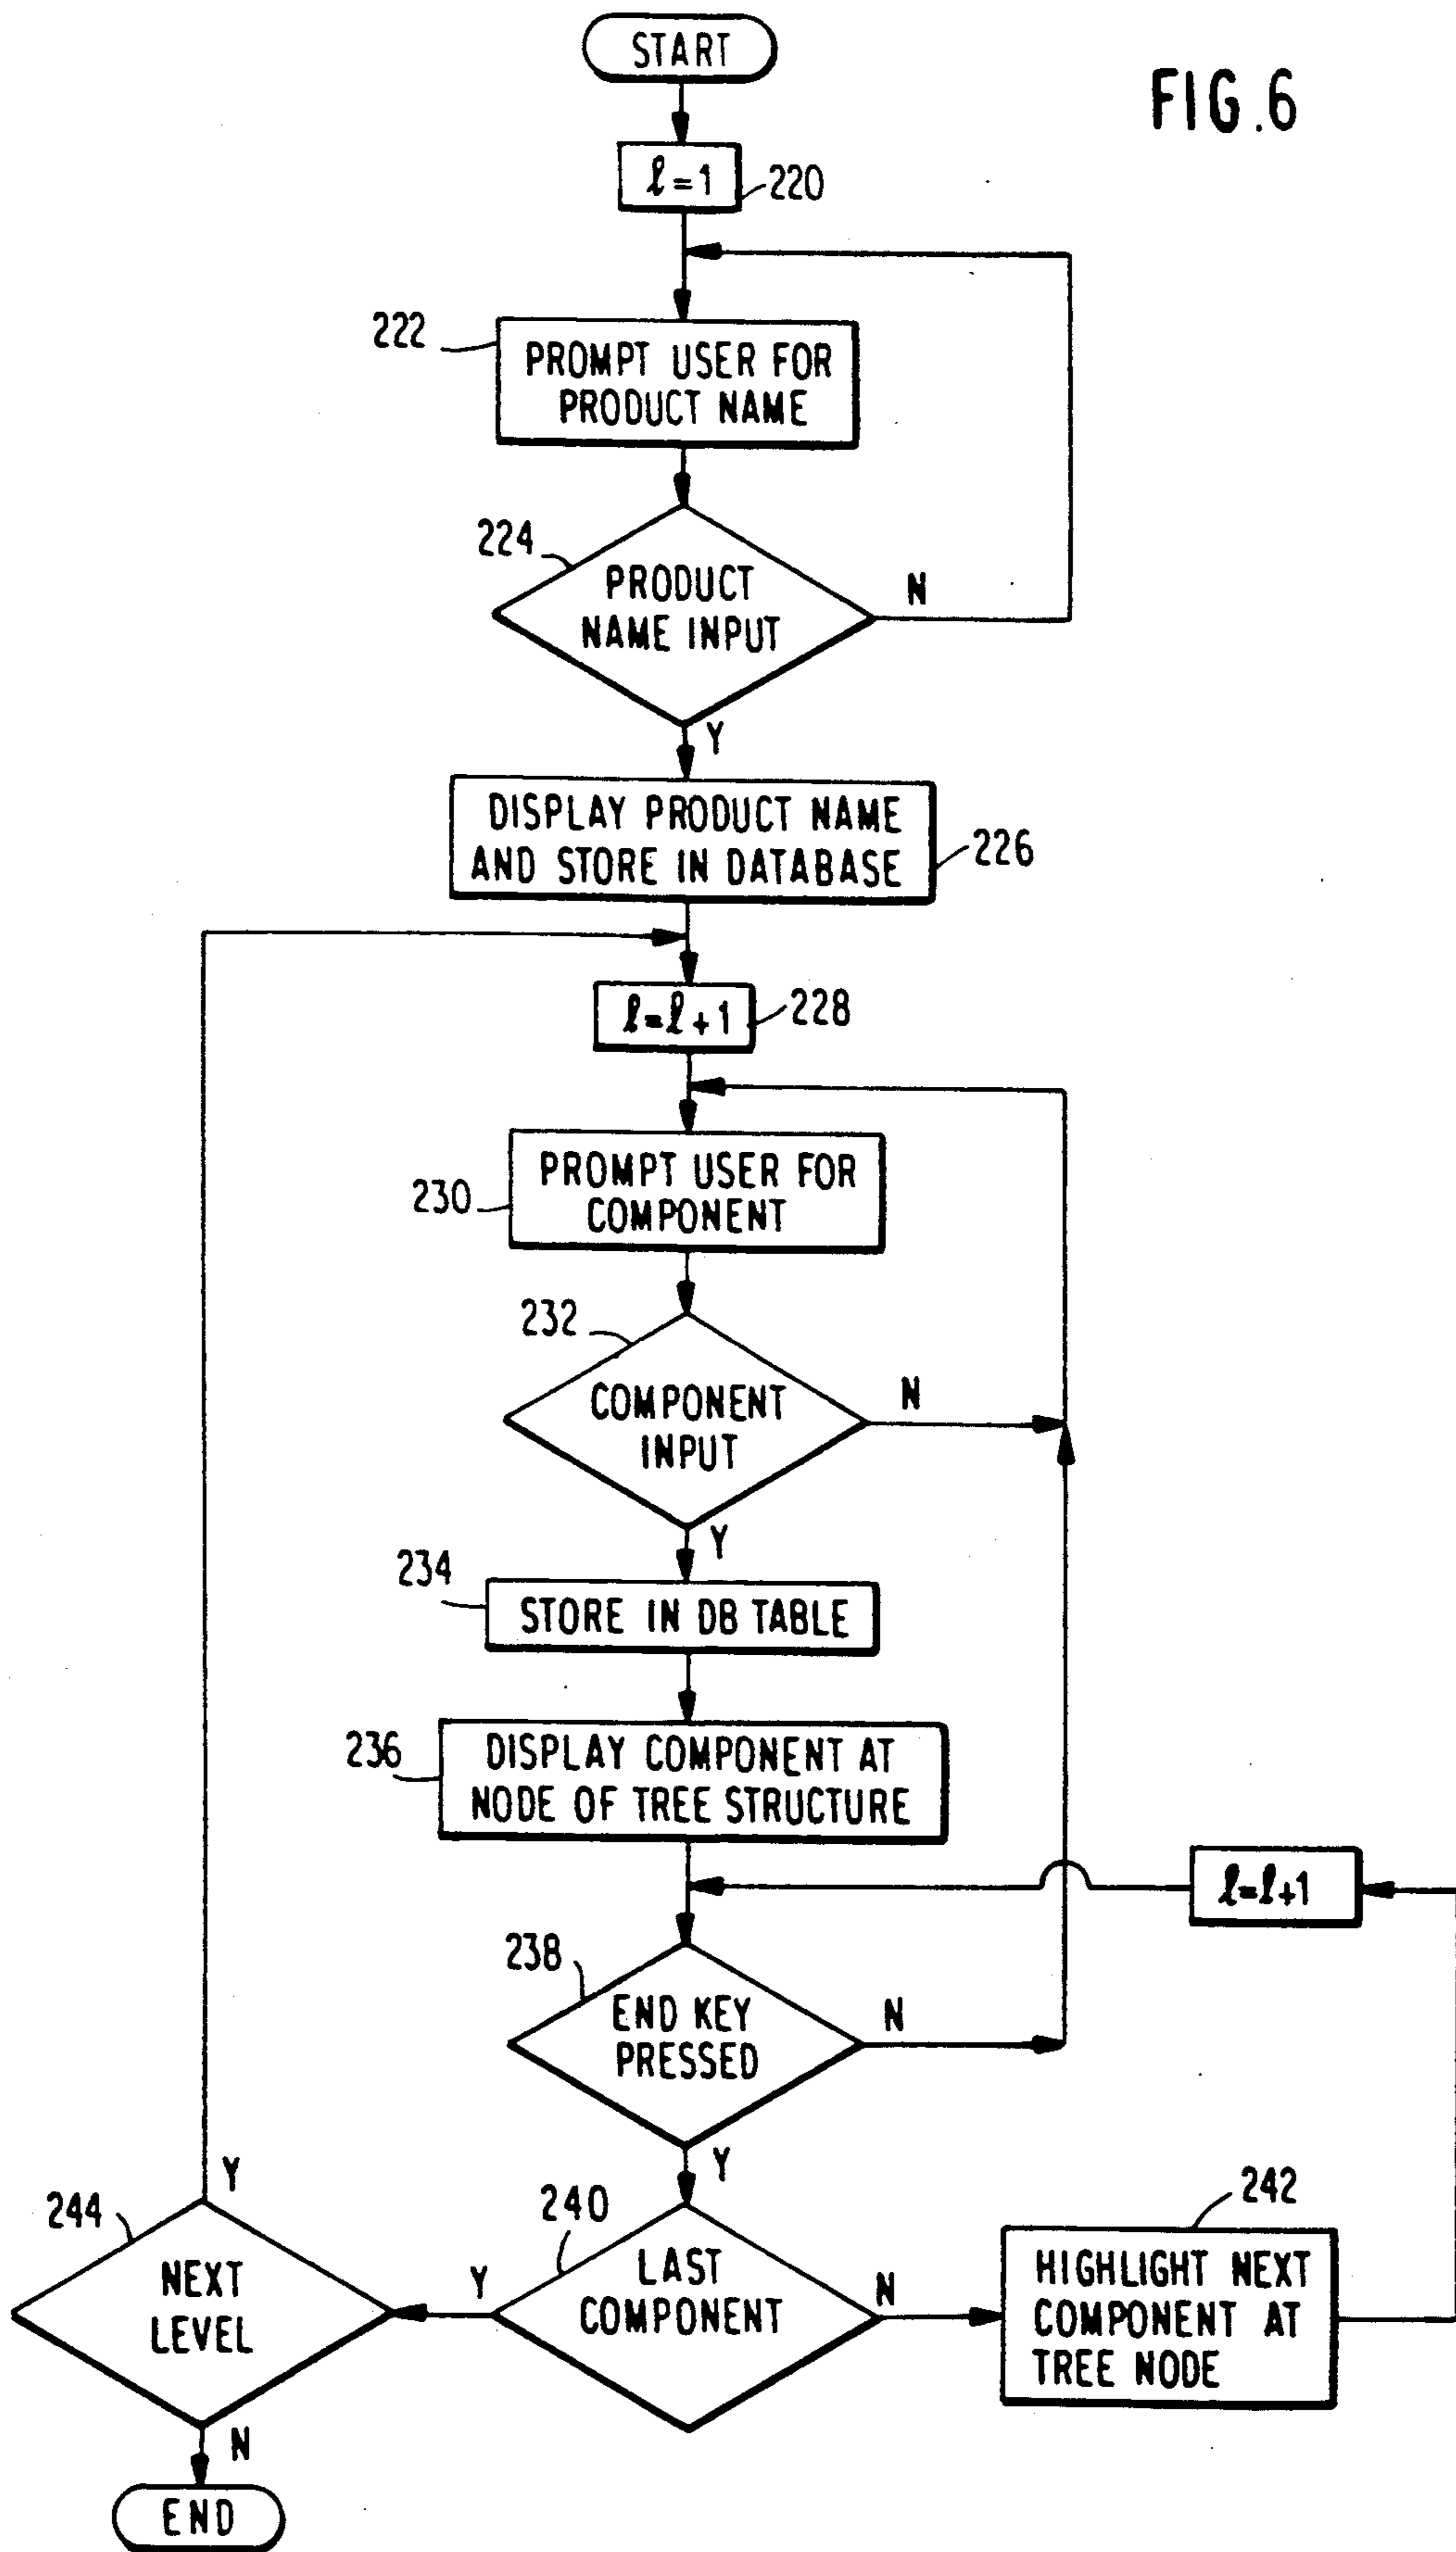 START
FIG.6
ℓ=1
220
222
PROMPT USER FOR
PRODUCT NAME
224
PRODUCT
NAME INPUT
N
Y
DISPLAY PRODUCT NAME
AND STORE IN DATABASE
226
ℓ=ℓ+1
228
PROMPT USER FOR
COMPONENT
230
232
COMPONENT
INPUT
N
Y
234
STORE IN DB TABLE
236
DISPLAY COMPONENT AT
NODE OF TREE STRUCTURE
ℓ=ℓ+1
238
END KEY
PRESSED
N
Y
240
LAST
COMPONENT
Y
N
242
HIGHLIGHT NEXT
COMPONENT AT
TREE NODE
244
NEXT
LEVEL
Y
N
END